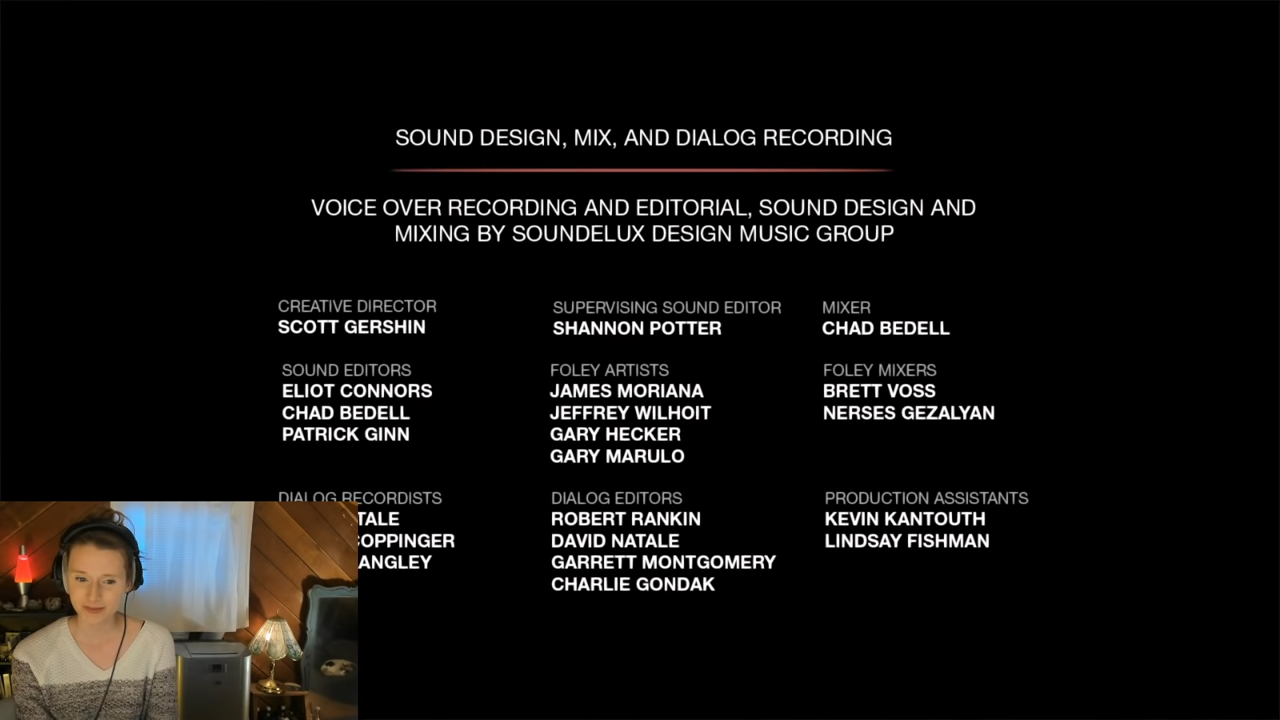 SOUND DESIGN, MIX, AND DIALOG RECORDING
VOICE OVER RECORDING AND EDITORIAL, SOUND DESIGN AND
MIXING BY SOUNDELUX DESIGN MUSIC GROUP
CREATIVE DIRECTOR
SCOTT GERSHIN
SUPERVISING SOUND EDITOR
SHANNON POTTER
MIXER
CHAD BEDELL
SOUND EDITORS
ELIOT CONNORS
CHAD BEDELL
PATRICK GINN
FOLEY ARTISTS
JAMES MORIANA
JEFFREY WILHOIT
GARY HECKER
GARY MARULO
FOLEY MIXERS
BRETT VOSS
NERSES GEZALYAN
DIALOG RECORDISTS
DIALOG EDITORS
ROBERT RANKIN
DAVID NATALE
GARRETT MONTGOMERY
CHARLIE GONDAK
PRODUCTION ASSISTANTS
KEVIN KANTOUTH
LINDSAY FISHMAN